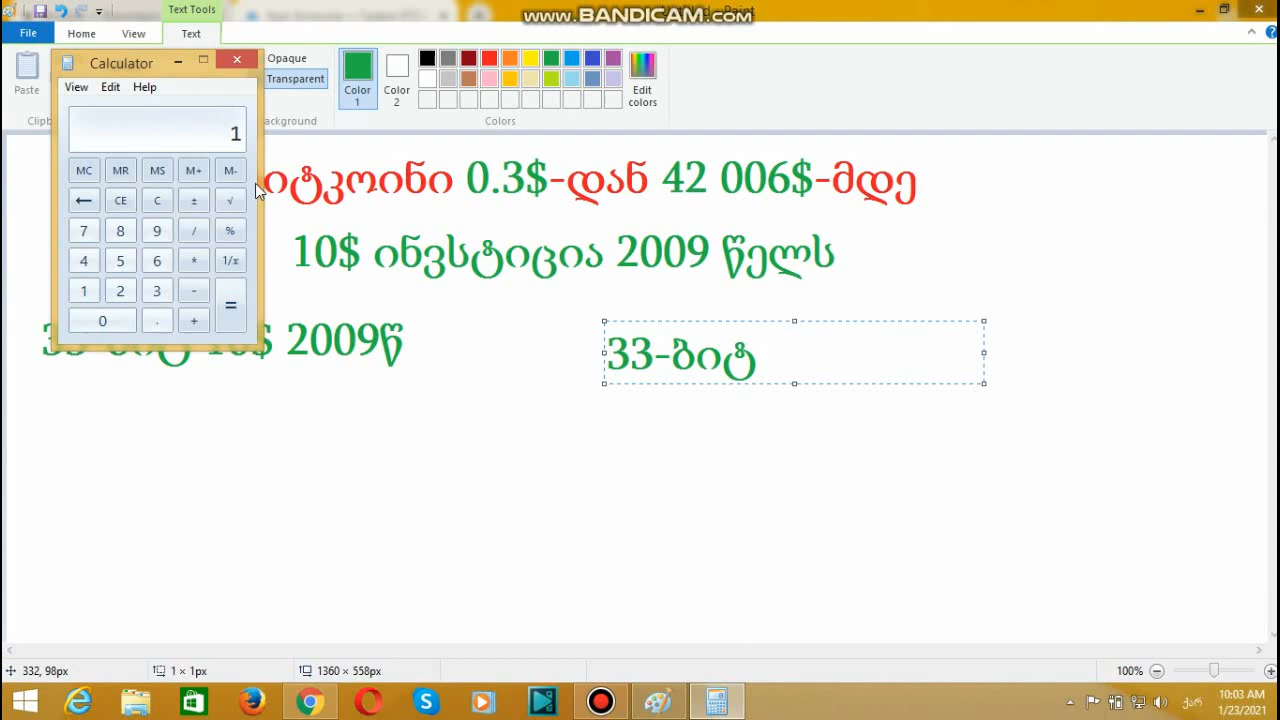 Text Tools
www.BANDICAM.com
Paint
File
Home
View
Text
Calculator
View Edit Help
1
MC MR MS M+ M-
← CE C ± √
7 8 9 / %
4 5 6 * 1/x
1 2 3 - =
0 . +
Paste
Opaque
Transparent
Color 1
Color 2
Edit colors
Colors
იტკოინი 0.3$-დან 42 006$-მდე
10$ ინვსტიცია 2009 წელს
2009წ
33-ბიტ
332, 98px
1 × 1px
1360 × 558px
100%
ქარ
10:03 AM
1/23/2021